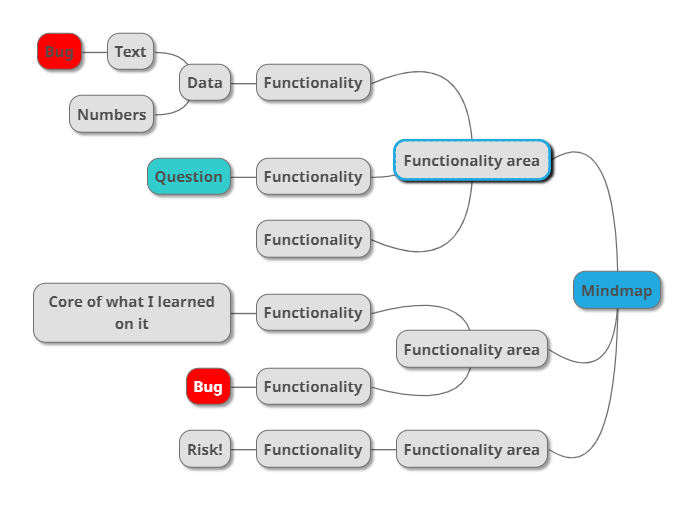 Bug
Text
Data
Functionality
Numbers
Functionality area
Question
Functionality
Functionality
Mindmap
Core of what I learned
on it
Functionality
Functionality area
Bug
Functionality
Risk!
Functionality
Functionality area